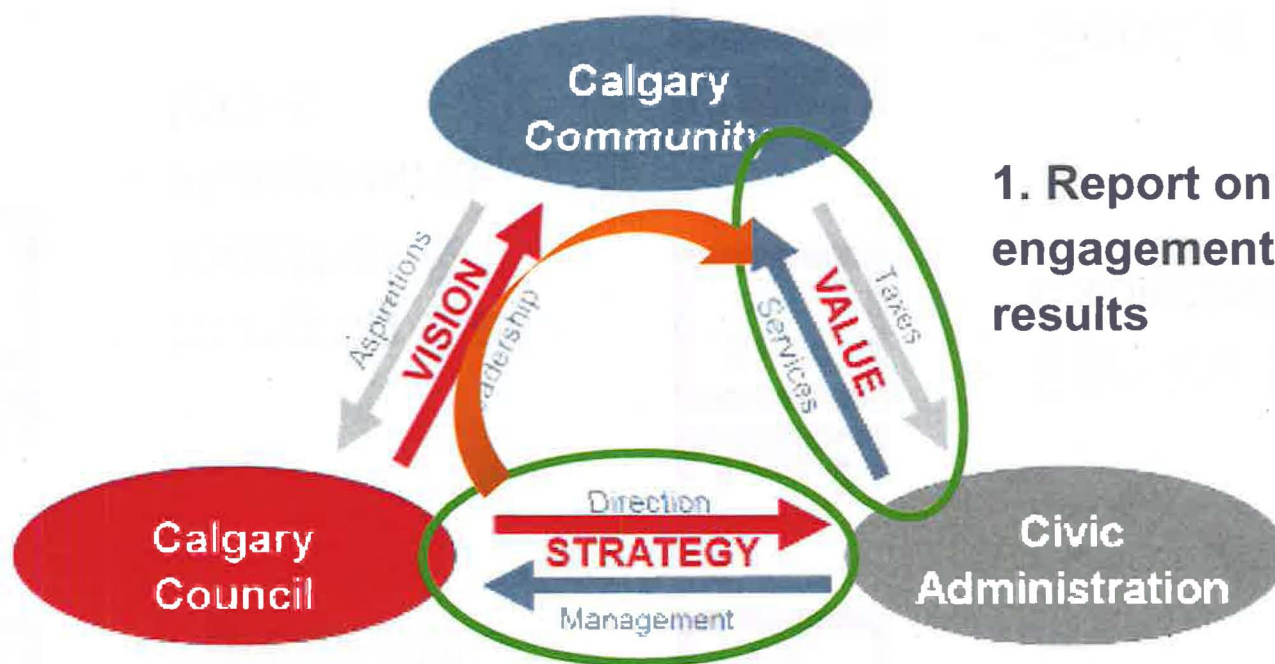 Calgary
Community
1. Report on
engagement
results
Aspirations
VISION
Leadership
Services
VALUE
Taxes
Direction
STRATEGY
Management
Calgary
Council
Civic
Administration